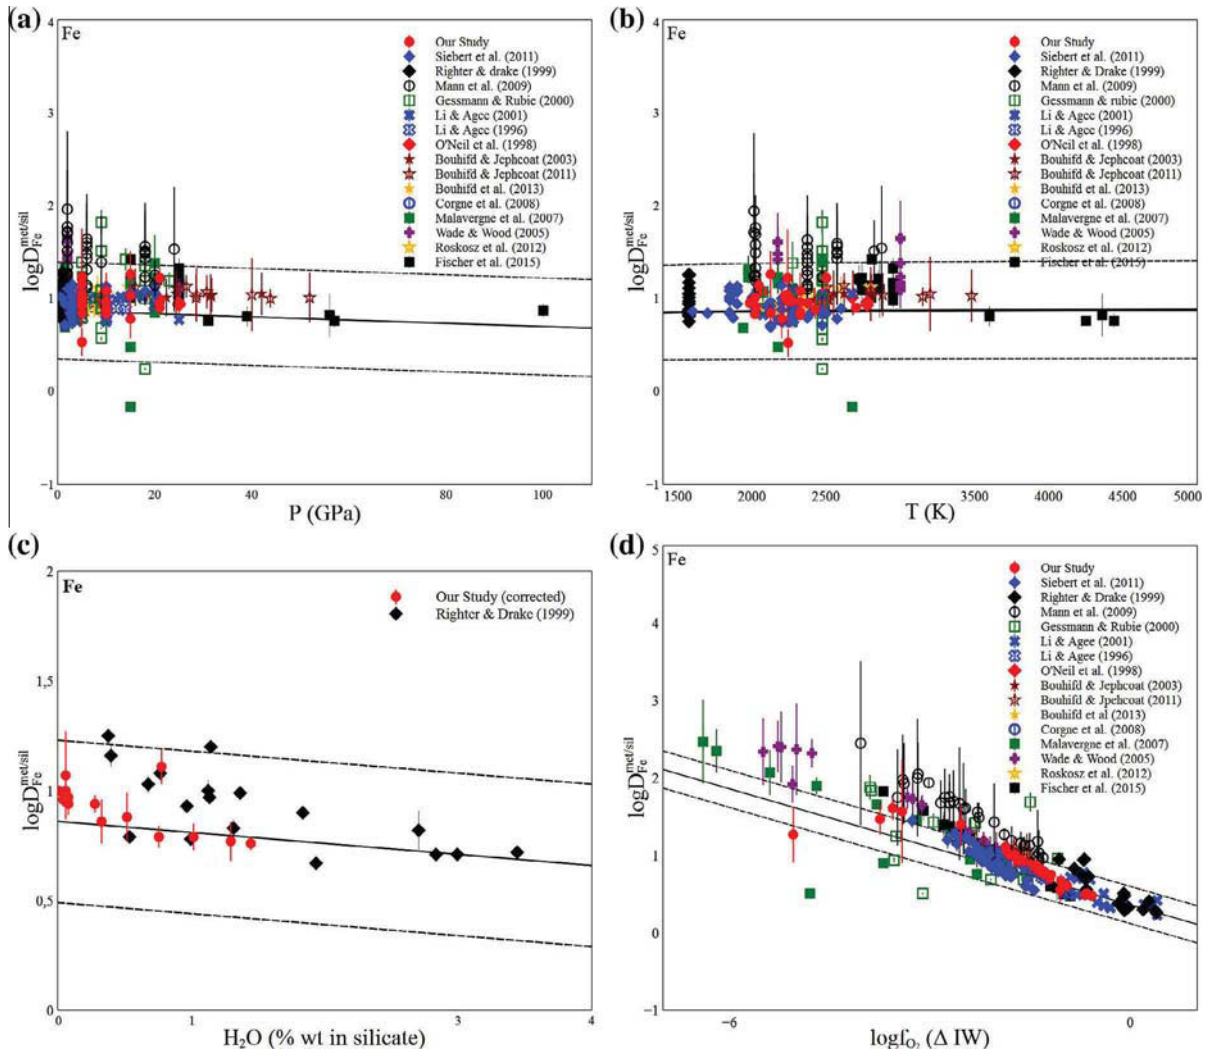 (a)
Fe
Our Study
Siebert et al. (2011)
Righter & drake (1999)
Mann et al. (2009)
Gessmann & Rubie (2000)
Li & Agee (2001)
Li & Agee (1996)
O'Neil et al. (1998)
Bouhifd & Jephcoat (2003)
Bouhifd & Jephcoat (2011)
Bouhifd et al. (2013)
Corgne et al. (2008)
Malavergne et al. (2007)
Wade & Wood (2005)
Roskosz et al. (2012)
Fischer et al. (2015)
4
3
2
1
0
−1
logD_Fe^met/sil
0 20 40 60 80 100
P (GPa)
(b)
Fe
Our Study
Siebert et al. (2011)
Righter & Drake (1999)
Mann et al. (2009)
Gessmann & rubie (2000)
Li & Agee (2001)
Li & Agee (1996)
O'Neil et al. (1998)
Bouhifd & Jephcoat (2003)
Bouhifd & Jephcoat (2011)
Bouhifd et al. (2013)
Corgne et al. (2008)
Malavergne et al. (2007)
Wade & Wood (2005)
Roskosz et al. (2012)
Fischer et al. (2015)
4
3
2
1
0
−1
logD_Fe^met/sil
1500 2000 2500 3000 3500 4000 4500 5000
T (K)
(c)
Fe
Our Study (corrected)
Righter & Drake (1999)
2
1,5
1
0,5
0
logD_Fe^met/sil
0 1 3 4
H₂O (% wt in silicate)
(d)
Fe
Our Study
Siebert et al. (2011)
Righter & Drake (1999)
Mann et al. (2009)
Gessmann & Rubie (2000)
Li & Agee (2001)
Li & Agee (1996)
O'Neil et al. (1998)
Bouhifd & Jephcoat (2003)
Bouhifd & Jpehcoat (2011)
Bouhifd et al (2013)
Corgne et al. (2008)
Malavergne et al. (2007)
Wade & Wood (2005)
Roskosz et al. (2012)
Fischer et al. (2015)
5
4
3
2
1
0
−1
logD_Fe^met/sil
−6 0
logf_O₂ (Δ IW)